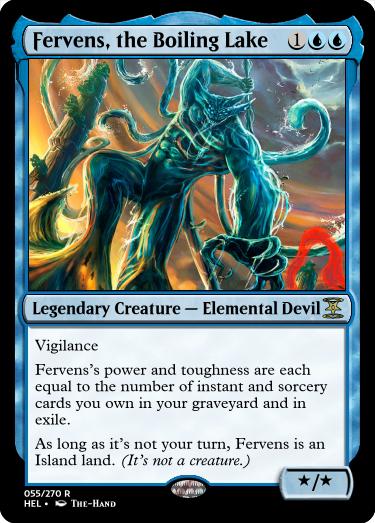 Fervens, the Boiling Lake 1
Legendary Creature — Elemental Devil
Vigilance
Fervens's power and toughness are each
equal to the number of instant and sorcery
cards you own in your graveyard and in
exile.
As long as it's not your turn, Fervens is an
Island land. (It's not a creature.)
*/*
055/270 R
HEL • The-Hand